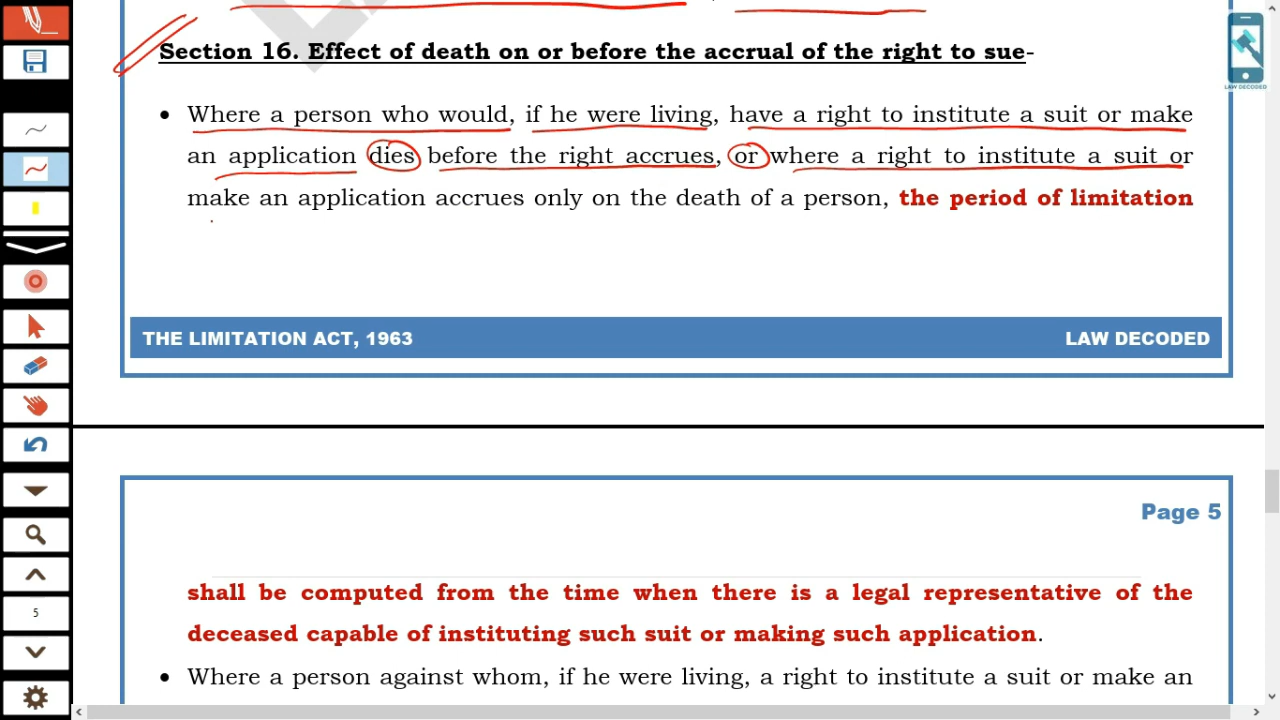 Section 16. Effect of death on or before the accrual of the right to sue-
LAW DECODED
• Where a person who would, if he were living, have a right to institute a suit or make
an application dies before the right accrues, or where a right to institute a suit or
make an application accrues only on the death of a person, the period of limitation
THE LIMITATION ACT, 1963
LAW DECODED
Page 5
shall be computed from the time when there is a legal representative of the
deceased capable of instituting such suit or making such application.
5
• Where a person against whom, if he were living, a right to institute a suit or make an